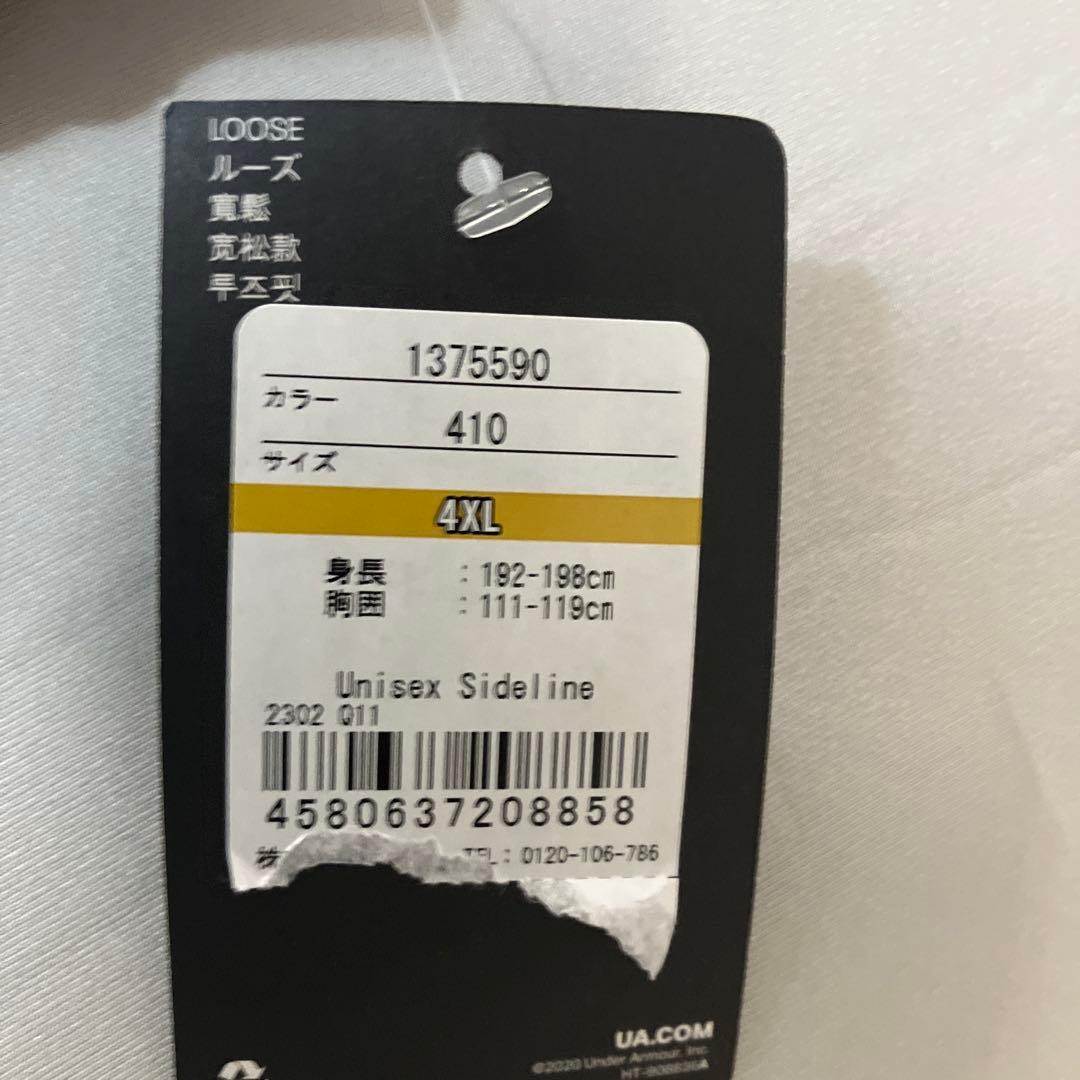 LOOSE
ルーズ
寬鬆
宽松款
루즈핏
1375590
カラー
410
サイズ
4XL
身長 : 192-198cm
胸囲 : 111-119cm
Unisex Sideline
2302 Q11
4580637208858
TEL: 0120-106-786
UA.COM
©2020 Under Armour, Inc.